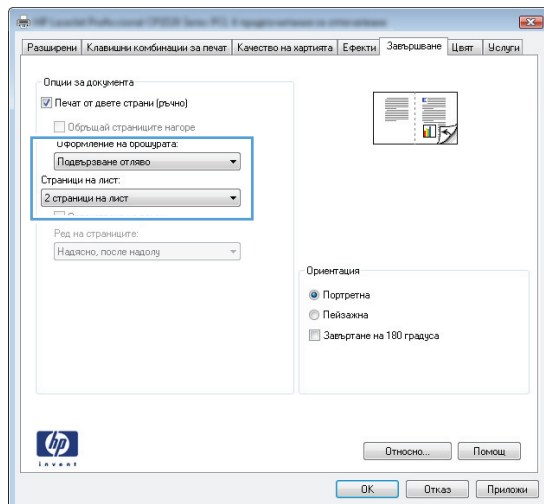 Разширени Клавишни комбинации за печат Качество на хартията Ефекти Завършване Цвят Услуги
Опции за документа
Печат от двете страни (ръчно)
Обръщай страниците нагоре
Оформление на брошурата:
Подвързване отляво
Страници на лист:
2 страници на лист
Ред на страниците:
Надясно, после надолу
Ориентация
Портретна
Пейзажна
Завъртане на 180 градуса
hp
invent
Относно... Помощ
OK Отказ Приложи